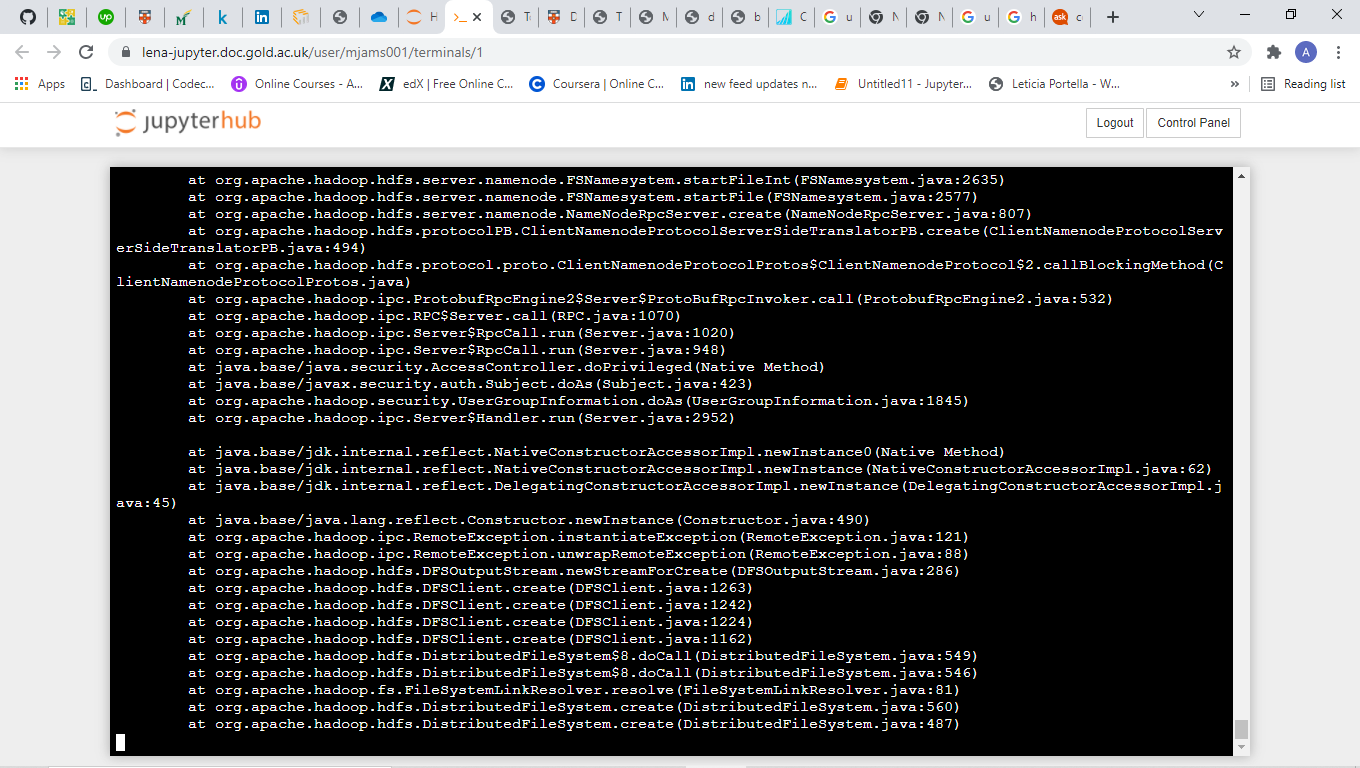 H
>_
T
D
T
M
d
b
C
u
N
N
u
h
c
lena-jupyter.doc.gold.ac.uk/user/mjams001/terminals/1
A
Apps
Dashboard | Codec...
Online Courses - A...
edX | Free Online C...
Coursera | Online C...
new feed updates n...
Untitled11 - Jupyter...
Leticia Portella - W...
»
Reading list
jupyterhub
Logout
Control Panel
at org.apache.hadoop.hdfs.server.namenode.FSNamesystem.startFileInt(FSNamesystem.java:2635)
at org.apache.hadoop.hdfs.server.namenode.FSNamesystem.startFile(FSNamesystem.java:2577)
at org.apache.hadoop.hdfs.server.namenode.NameNodeRpcServer.create(NameNodeRpcServer.java:807)
at org.apache.hadoop.hdfs.protocolPB.ClientNamenodeProtocolServerSideTranslatorPB.create(ClientNamenodeProtocolServ
erSideTranslatorPB.java:494)
at org.apache.hadoop.hdfs.protocol.proto.ClientNamenodeProtocolProtos$ClientNamenodeProtocol$2.callBlockingMethod(C
lientNamenodeProtocolProtos.java)
at org.apache.hadoop.ipc.ProtobufRpcEngine2$Server$ProtoBufRpcInvoker.call(ProtobufRpcEngine2.java:532)
at org.apache.hadoop.ipc.RPC$Server.call(RPC.java:1070)
at org.apache.hadoop.ipc.Server$RpcCall.run(Server.java:1020)
at org.apache.hadoop.ipc.Server$RpcCall.run(Server.java:948)
at java.base/java.security.AccessController.doPrivileged(Native Method)
at java.base/javax.security.auth.Subject.doAs(Subject.java:423)
at org.apache.hadoop.security.UserGroupInformation.doAs(UserGroupInformation.java:1845)
at org.apache.hadoop.ipc.Server$Handler.run(Server.java:2952)
at java.base/jdk.internal.reflect.NativeConstructorAccessorImpl.newInstance0(Native Method)
at java.base/jdk.internal.reflect.NativeConstructorAccessorImpl.newInstance(NativeConstructorAccessorImpl.java:62)
at java.base/jdk.internal.reflect.DelegatingConstructorAccessorImpl.newInstance(DelegatingConstructorAccessorImpl.j
ava:45)
at java.base/java.lang.reflect.Constructor.newInstance(Constructor.java:490)
at org.apache.hadoop.ipc.RemoteException.instantiateException(RemoteException.java:121)
at org.apache.hadoop.ipc.RemoteException.unwrapRemoteException(RemoteException.java:88)
at org.apache.hadoop.hdfs.DFSOutputStream.newStreamForCreate(DFSOutputStream.java:286)
at org.apache.hadoop.hdfs.DFSClient.create(DFSClient.java:1263)
at org.apache.hadoop.hdfs.DFSClient.create(DFSClient.java:1242)
at org.apache.hadoop.hdfs.DFSClient.create(DFSClient.java:1224)
at org.apache.hadoop.hdfs.DFSClient.create(DFSClient.java:1162)
at org.apache.hadoop.hdfs.DistributedFileSystem$8.doCall(DistributedFileSystem.java:549)
at org.apache.hadoop.hdfs.DistributedFileSystem$8.doCall(DistributedFileSystem.java:546)
at org.apache.hadoop.fs.FileSystemLinkResolver.resolve(FileSystemLinkResolver.java:81)
at org.apache.hadoop.hdfs.DistributedFileSystem.create(DistributedFileSystem.java:560)
at org.apache.hadoop.hdfs.DistributedFileSystem.create(DistributedFileSystem.java:487)